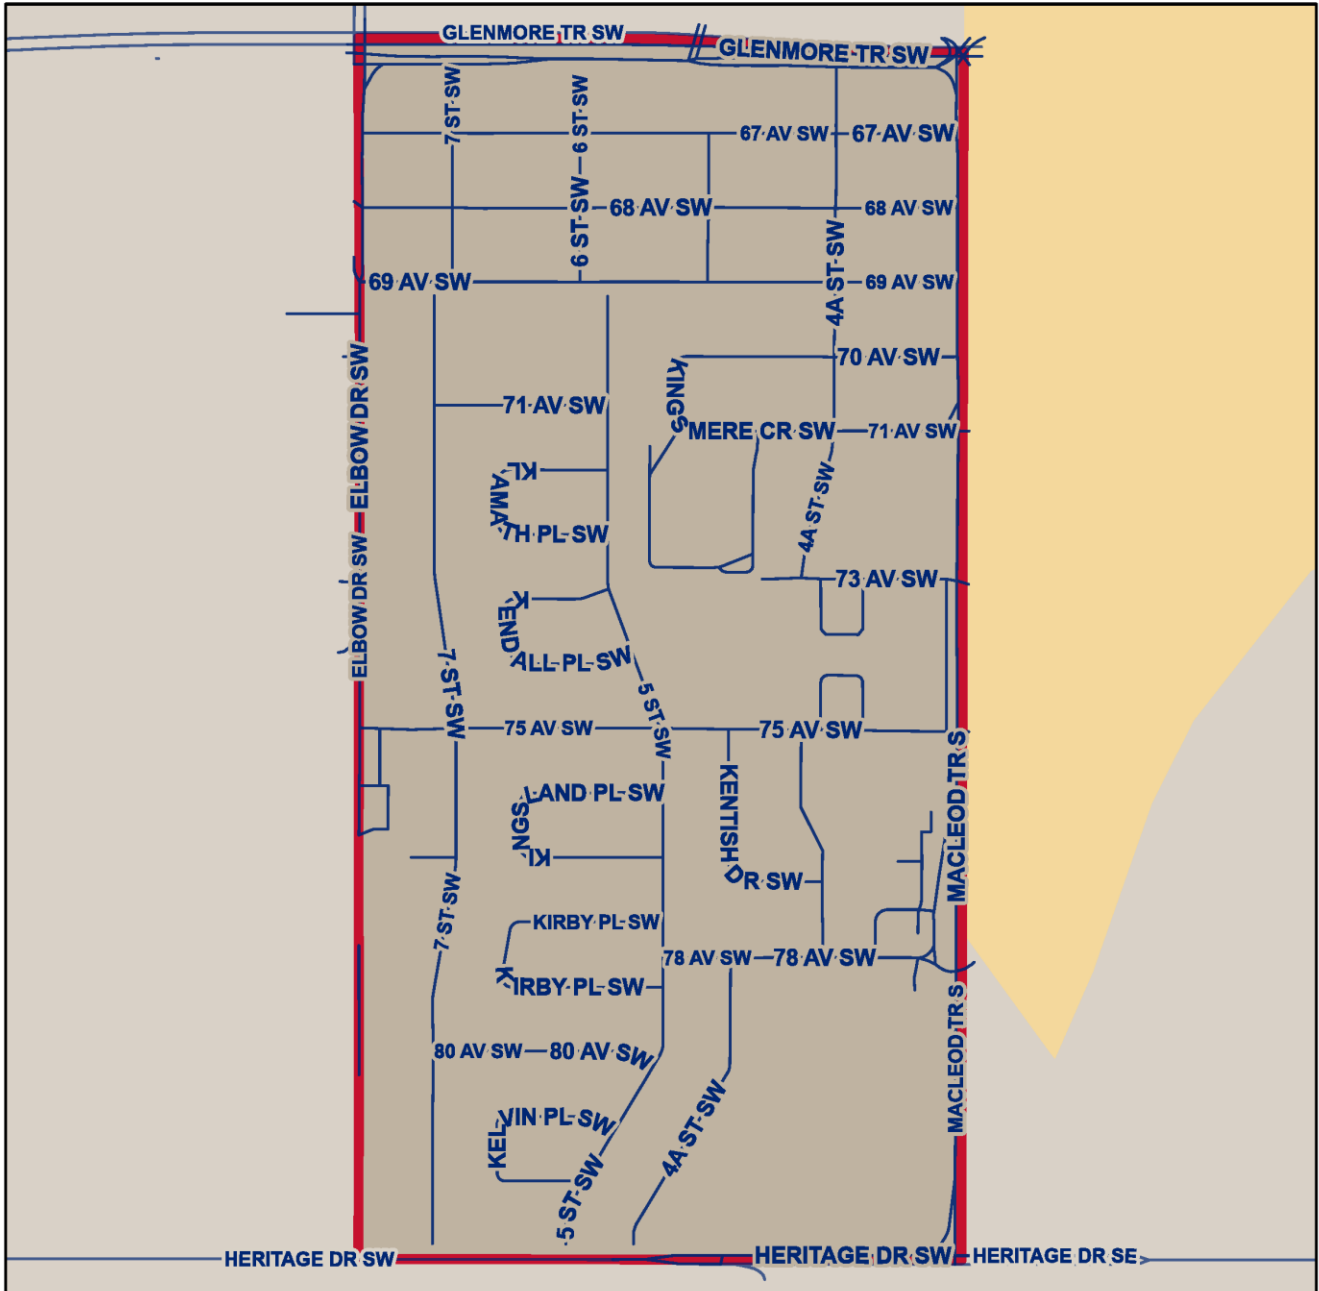 GLENMORE TR SW
GLENMORE TR SW
7 ST SW
6 ST SW
67 AV SW
67 AV SW
6 ST SW
68 AV SW
68 AV SW
4A ST SW
69 AV SW
69 AV SW
ELBOW DR SW
70 AV SW
71 AV SW
KINGSMERE CR SW
71 AV SW
KLAMATH PL SW
4A ST SW
ELBOW DR SW
73 AV SW
KENDALL PL SW
7 ST SW
5 ST SW
75 AV SW
75 AV SW
MACLEOD TR S
KINGSLAND PL SW
KENTISH DR SW
7 ST SW
KIRBY PL SW
78 AV SW
78 AV SW
KIRBY PL SW
MACLEOD TR S
80 AV SW
80 AV SW
KELVIN PL SW
4A ST SW
5 ST SW
HERITAGE DR SW
HERITAGE DR SW
HERITAGE DR SE